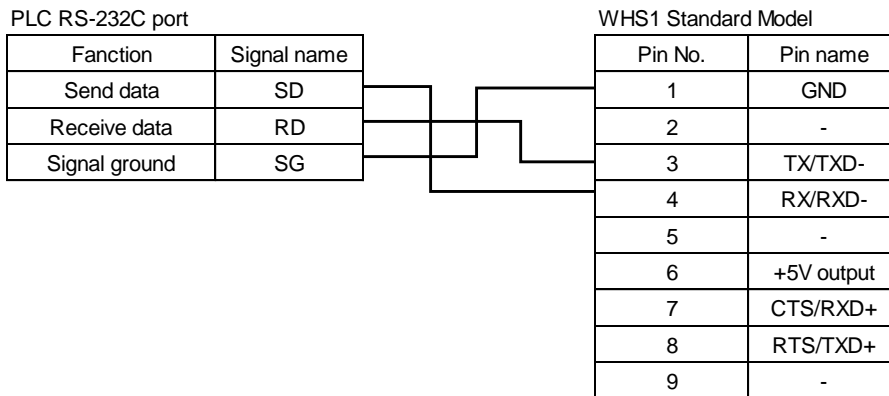 PLC RS-232C port
Fanction Signal name
Send data SD
Receive data RD
Signal ground SG
WHS1 Standard Model
Pin No. Pin name
1 GND
2 -
3 TX/TXD-
4 RX/RXD-
5 -
6 +5V output
7 CTS/RXD+
8 RTS/TXD+
9 -